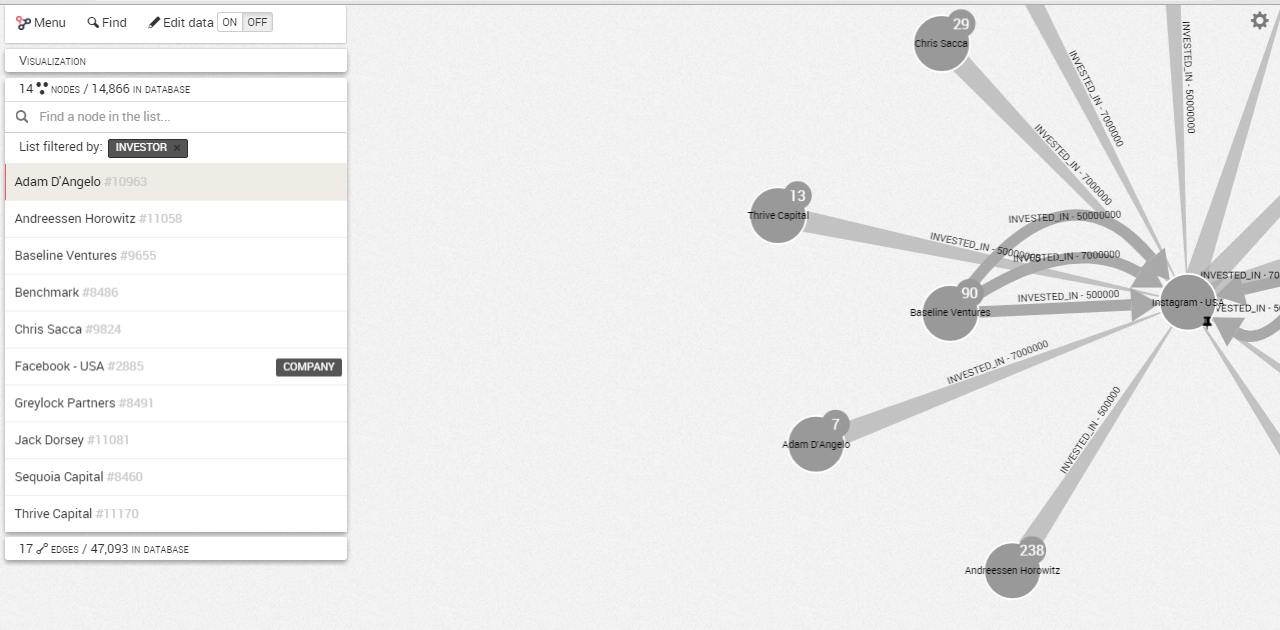 Menu Find Edit data ON OFF
VISUALIZATION
14 NODES / 14,866 IN DATABASE
Find a node in the list...
List filtered by: INVESTOR ×
Adam D'Angelo #10963
Andreessen Horowitz #11058
Baseline Ventures #9655
Benchmark #8486
Chris Sacca #9824
Facebook - USA #2885 COMPANY
Greylock Partners #8491
Jack Dorsey #11081
Sequoia Capital #8460
Thrive Capital #11170
17 EDGES / 47,093 IN DATABASE
29
Chris Sacca
INVESTED_IN - 7000000
INVESTED_IN - 50000000
INVESTED_IN - 7000000
13
Thrive Capital
INVESTED_IN - 50000000
INVESTED_IN - 50000000
INVESTED_IN - 7000000
90
Baseline Ventures
INVESTED_IN - 500000
Instagram - USA
INVESTED_IN - 70
VESTED_IN - 50
INVESTED_IN - 7000000
7
Adam D'Angelo
INVESTED_IN - 500000
238
Andreessen Horowitz